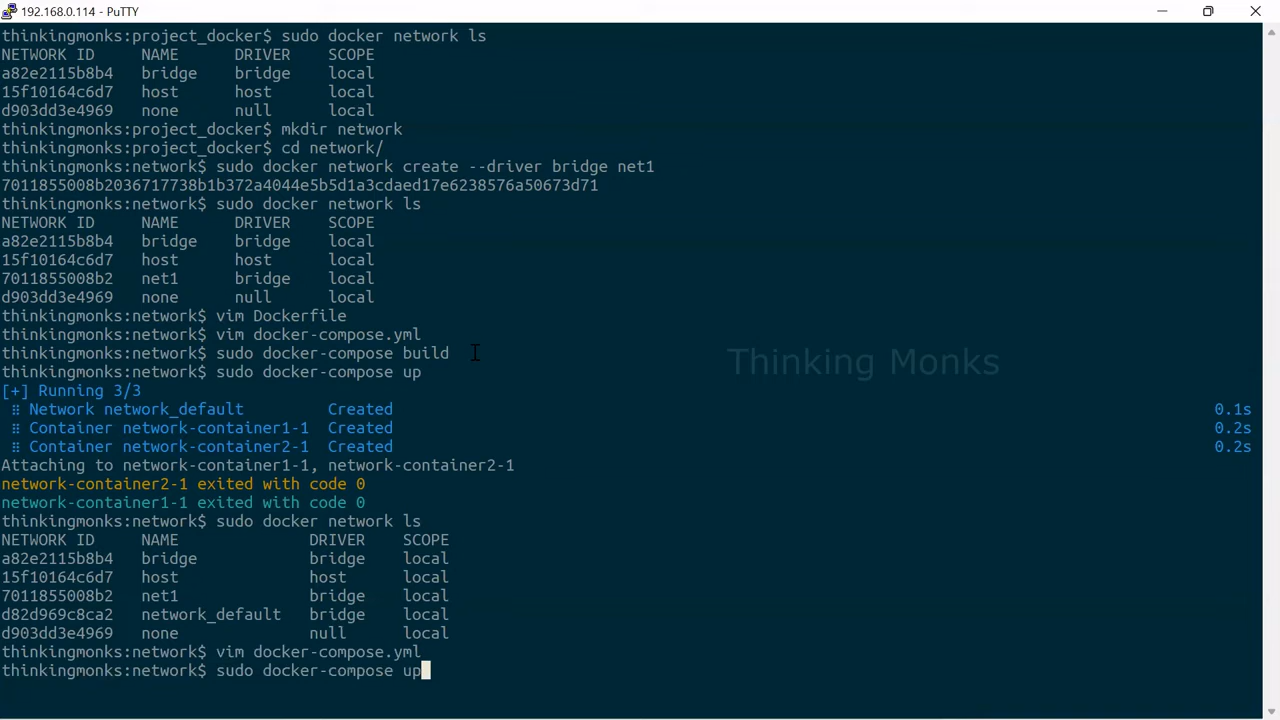 192.168.0.114 - PuTTY
thinkingmonks:project_docker$ sudo docker network ls
NETWORK ID NAME DRIVER SCOPE
a82e2115b8b4 bridge bridge local
15f10164c6d7 host host local
d903dd3e4969 none null local
thinkingmonks:project_docker$ mkdir network
thinkingmonks:project_docker$ cd network/
thinkingmonks:network$ sudo docker network create --driver bridge net1
7011855008b2036717738b1b372a4044e5b5d1a3cdaed17e6238576a50673d71
thinkingmonks:network$ sudo docker network ls
NETWORK ID NAME DRIVER SCOPE
a82e2115b8b4 bridge bridge local
15f10164c6d7 host host local
7011855008b2 net1 bridge local
d903dd3e4969 none null local
thinkingmonks:network$ vim Dockerfile
thinkingmonks:network$ vim docker-compose.yml
thinkingmonks:network$ sudo docker-compose build
thinkingmonks:network$ sudo docker-compose up
[+] Running 3/3
⠿ Network network_default Created 0.1s
⠿ Container network-container1-1 Created 0.2s
⠿ Container network-container2-1 Created 0.2s
Attaching to network-container1-1, network-container2-1
network-container2-1 exited with code 0
network-container1-1 exited with code 0
thinkingmonks:network$ sudo docker network ls
NETWORK ID NAME DRIVER SCOPE
a82e2115b8b4 bridge bridge local
15f10164c6d7 host host local
7011855008b2 net1 bridge local
d82d969c8ca2 network_default bridge local
d903dd3e4969 none null local
thinkingmonks:network$ vim docker-compose.yml
thinkingmonks:network$ sudo docker-compose up
Thinking Monks